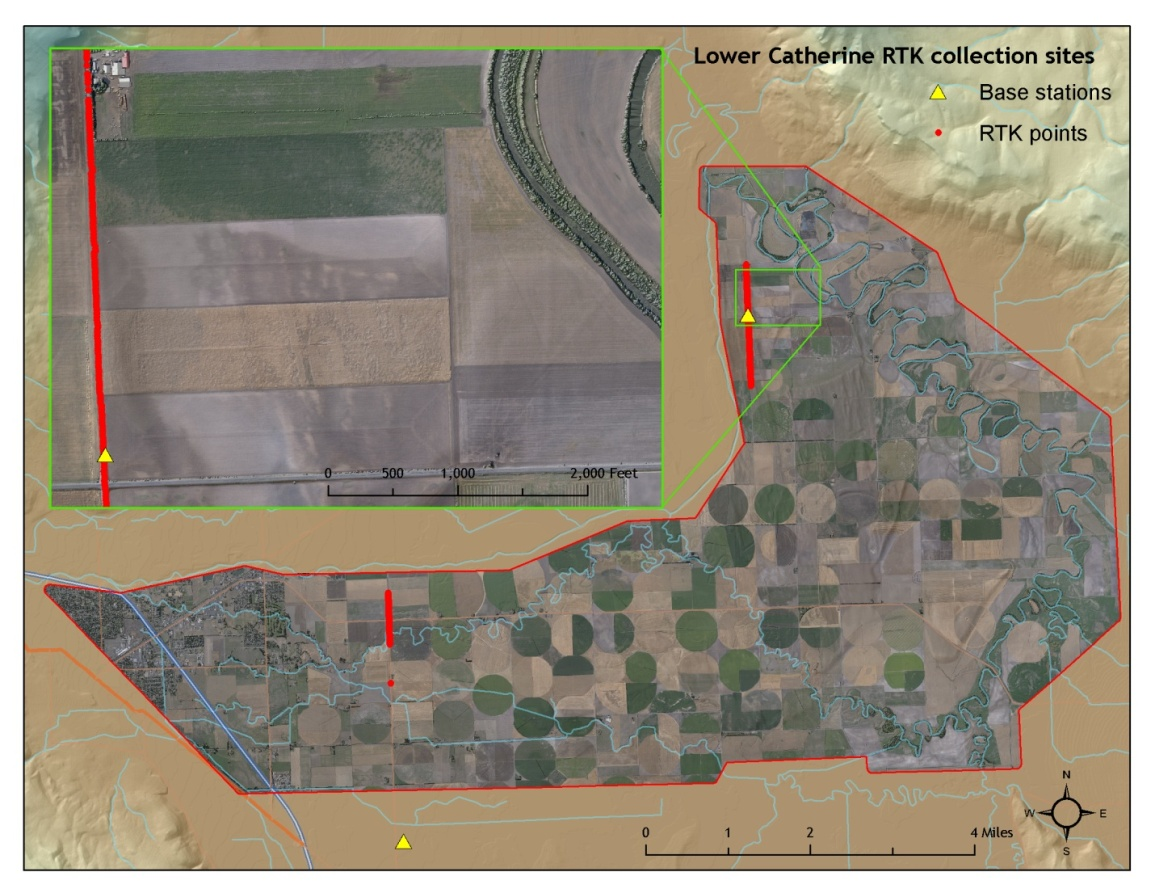 Lower Catherine RTK collection sites
Base stations
RTK points
0 500 1,000 2,000 Feet
N
W E
S
0 1 2 4 Miles